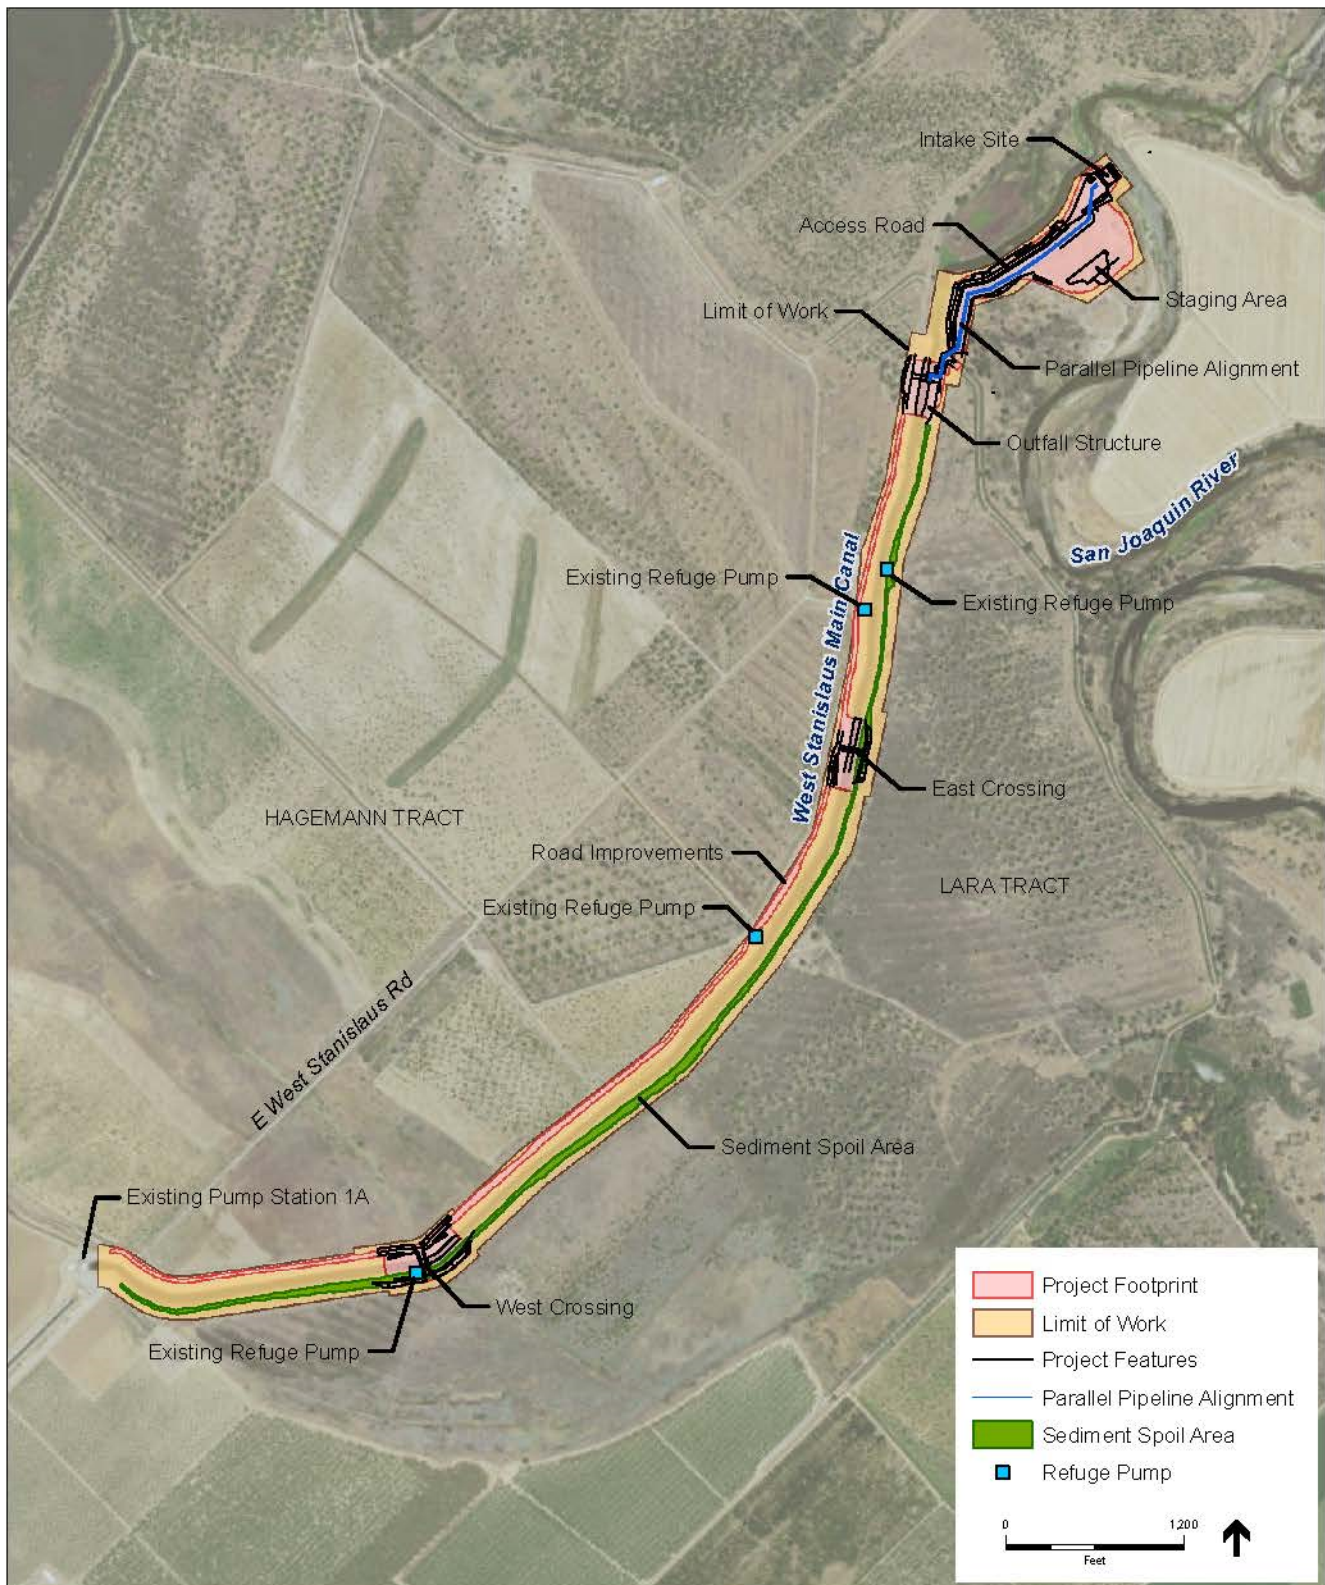 Intake Site
Access Road
Staging Area
Limit of Work
Parallel Pipeline Alignment
Outfall Structure
San Joaquin River
Existing Refuge Pump
Existing Refuge Pump
West Stanislaus Main Canal
East Crossing
HAGEMANN TRACT
Road Improvements
LARA TRACT
Existing Refuge Pump
E West Stanislaus Rd
Sediment Spoil Area
Existing Pump Station 1A
West Crossing
Existing Refuge Pump
Project Footprint
Limit of Work
Project Features
Parallel Pipeline Alignment
Sediment Spoil Area
Refuge Pump
0 1,200
Feet